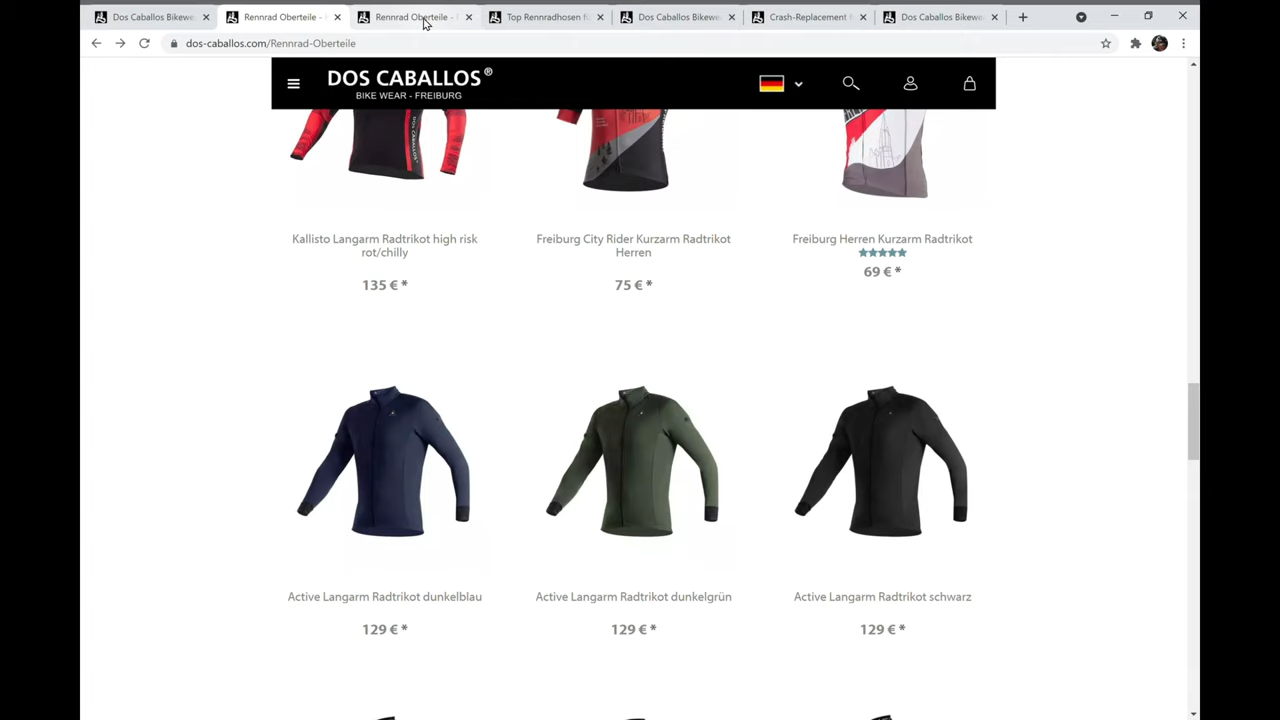 Dos Caballos Bikewe
Rennrad Oberteile -
Rennrad Oberteile -
Top Rennradhosen fü
Dos Caballos Bikewe
Crash-Replacement
Dos Caballos Bikewe
dos-caballos.com/Rennrad-Oberteile
DOS CABALLOS®
BIKE WEAR - FREIBURG
Kallisto Langarm Radtrikot high risk
rot/chilly
135 € *
Freiburg City Rider Kurzarm Radtrikot
Herren
75 € *
Freiburg Herren Kurzarm Radtrikot
69 € *
Active Langarm Radtrikot dunkelblau
129 € *
Active Langarm Radtrikot dunkelgrün
129 € *
Active Langarm Radtrikot schwarz
129 € *